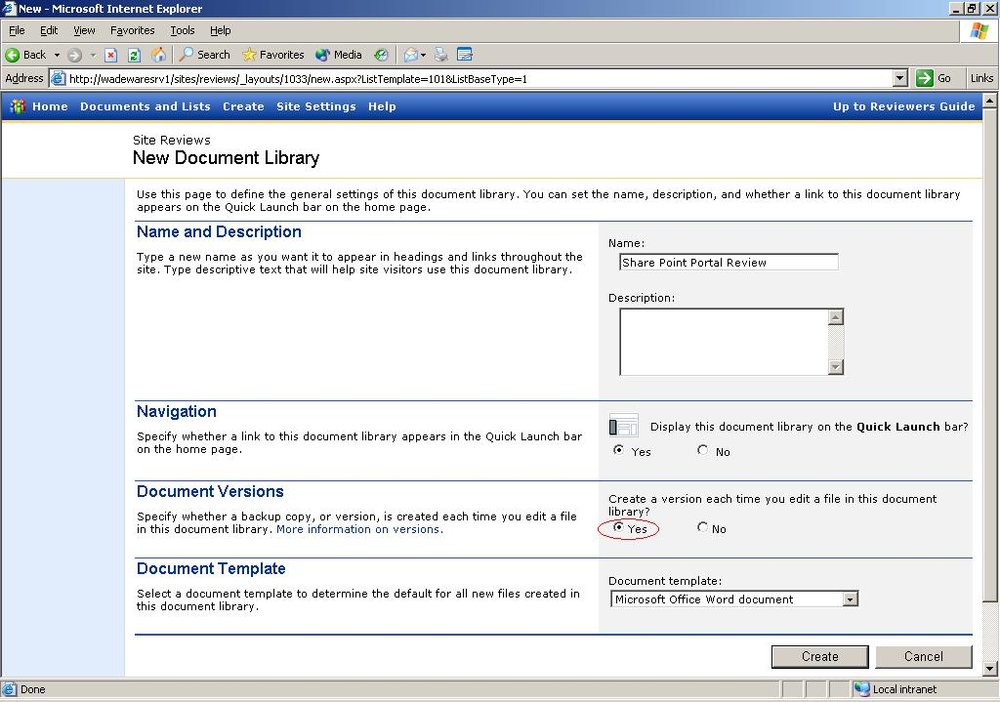 New - Microsoft Internet Explorer
File Edit View Favorites Tools Help
Back Search Favorites Media
Address http://wadewaresrv1/sites/reviews/_layouts/1033/new.aspx?ListTemplate=101&ListBaseType=1 Go Links
Home Documents and Lists Create Site Settings Help Up to Reviewers Guide
Site Reviews
New Document Library
Use this page to define the general settings of this document library. You can set the name, description, and whether a link to this document library
appears on the Quick Launch bar on the home page.
Name and Description
Type a new name as you want it to appear in headings and links throughout the
site. Type descriptive text that will help site visitors use this document library.
Name:
Share Point Portal Review
Description:
Navigation
Specify whether a link to this document library appears in the Quick Launch bar
on the home page.
Display this document library on the Quick Launch bar?
Yes No
Document Versions
Specify whether a backup copy, or version, is created each time you edit a file
in this document library. More information on versions.
Create a version each time you edit a file in this document
library?
Yes No
Document Template
Select a document template to determine the default for all new files created in
this document library.
Document template:
Microsoft Office Word document
Create Cancel
Done Local intranet